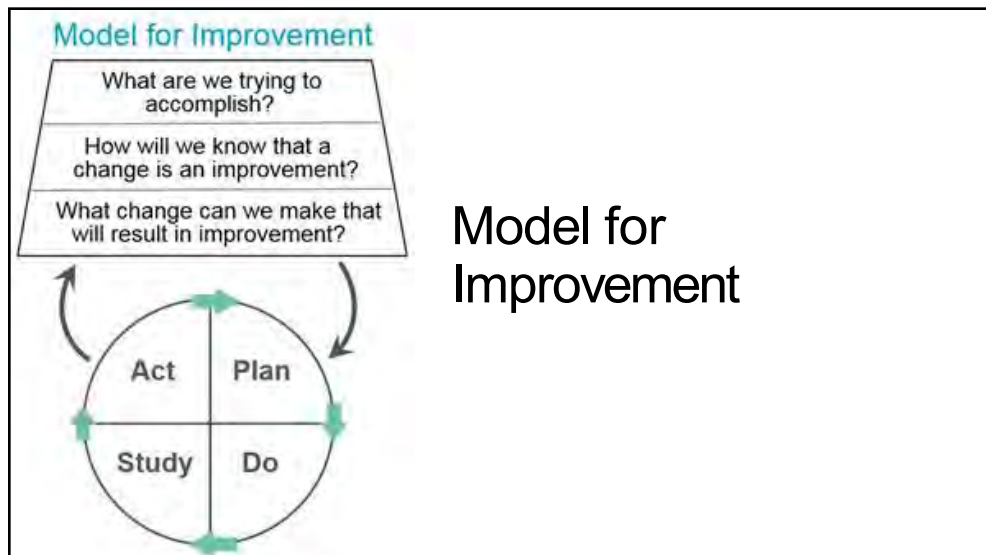 Model for Improvement
What are we trying to
accomplish?
How will we know that a
change is an improvement?
What change can we make that
will result in improvement?
Act
Plan
Study
Do
Model for
Improvement